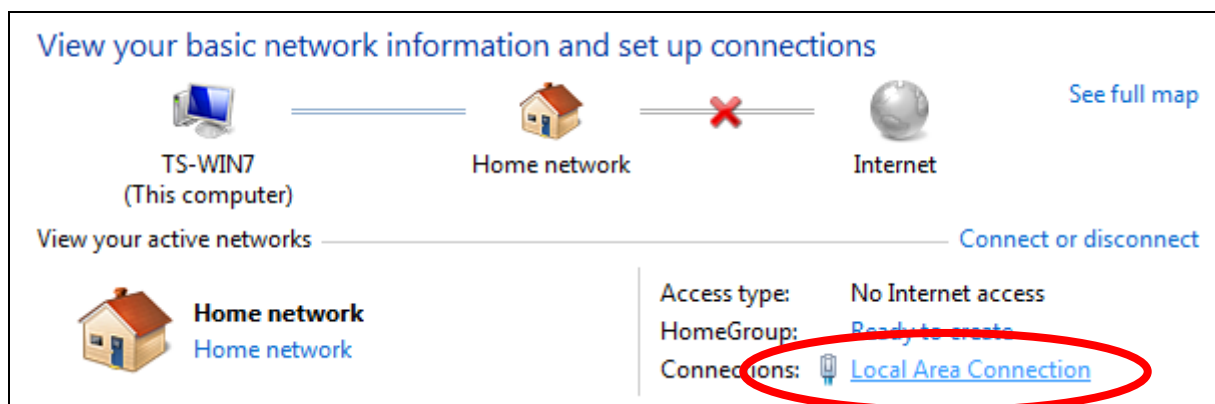 View your basic network information and set up connections
See full map
TS-WIN7
(This computer)
Home network
Internet
View your active networks
Connect or disconnect
Home network
Home network
Access type: No Internet access
HomeGroup: Ready to create
Connections: Local Area Connection